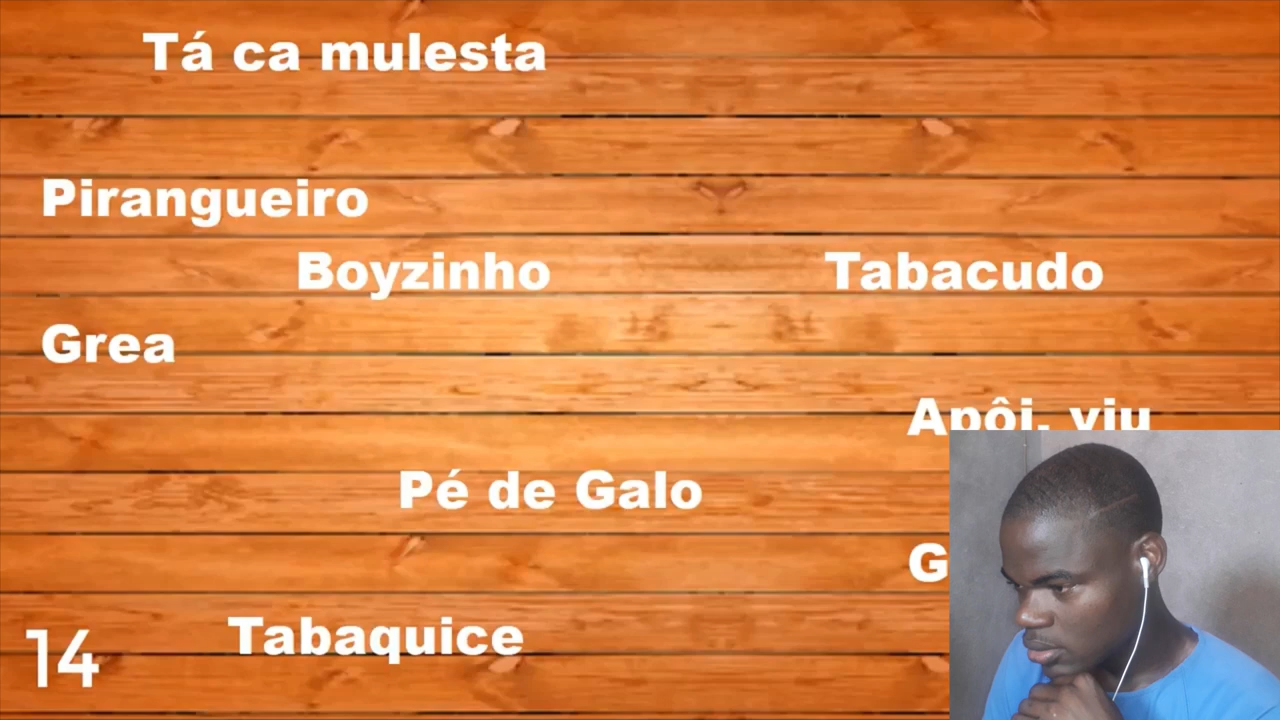 Tá ca mulesta
Pirangueiro
Boyzinho
Tabacudo
Grea
Apôi, viu
Pé de Galo
G
Tabaquice
14